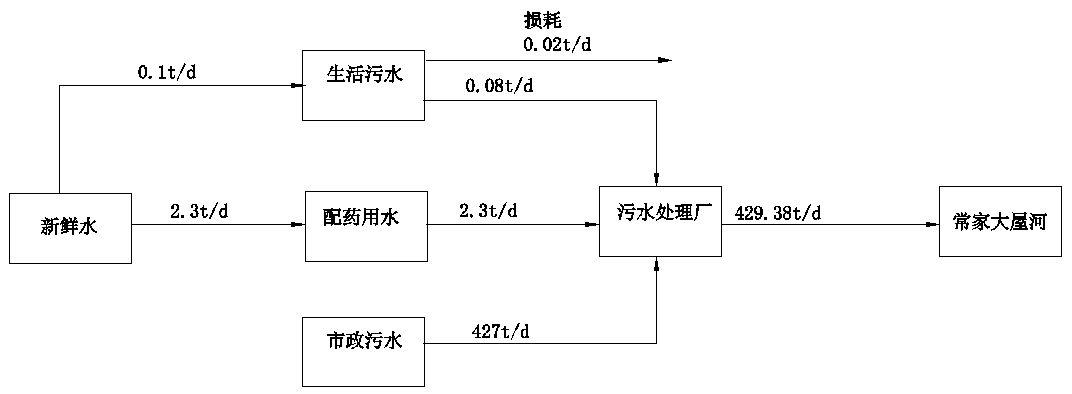 损耗
0.02t/d
0.1t/d
生活污水
0.08t/d
新鲜水
2.3t/d
配药用水
2.3t/d
污水处理厂
429.38t/d
常家大屋河
市政污水
427t/d